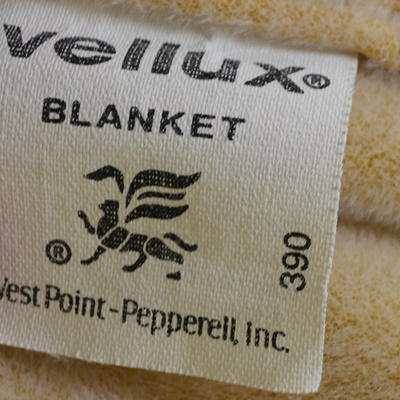 vellux®
BLANKET
®
390
West Point-Pepperell, Inc.